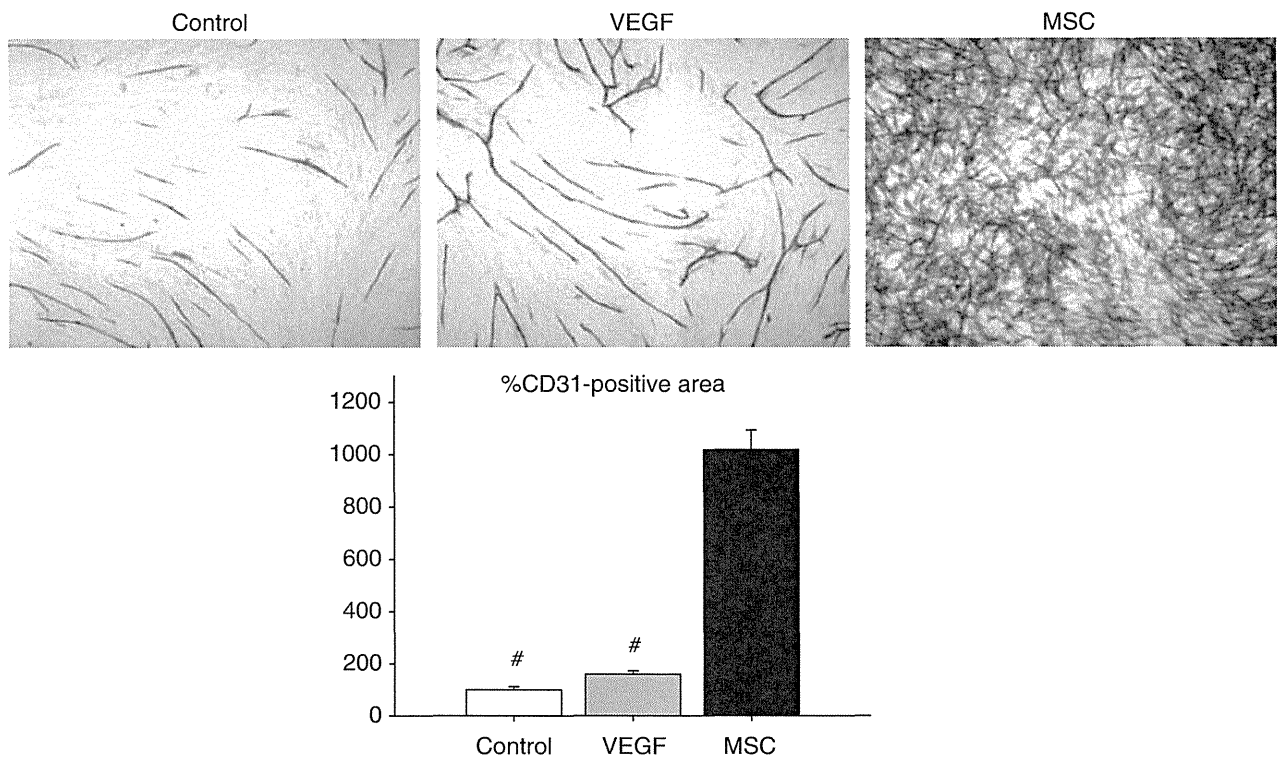 Control
VEGF
MSC
%CD31-positive area
1200
1000
800
600
400
200
0
#
#
Control
VEGF
MSC